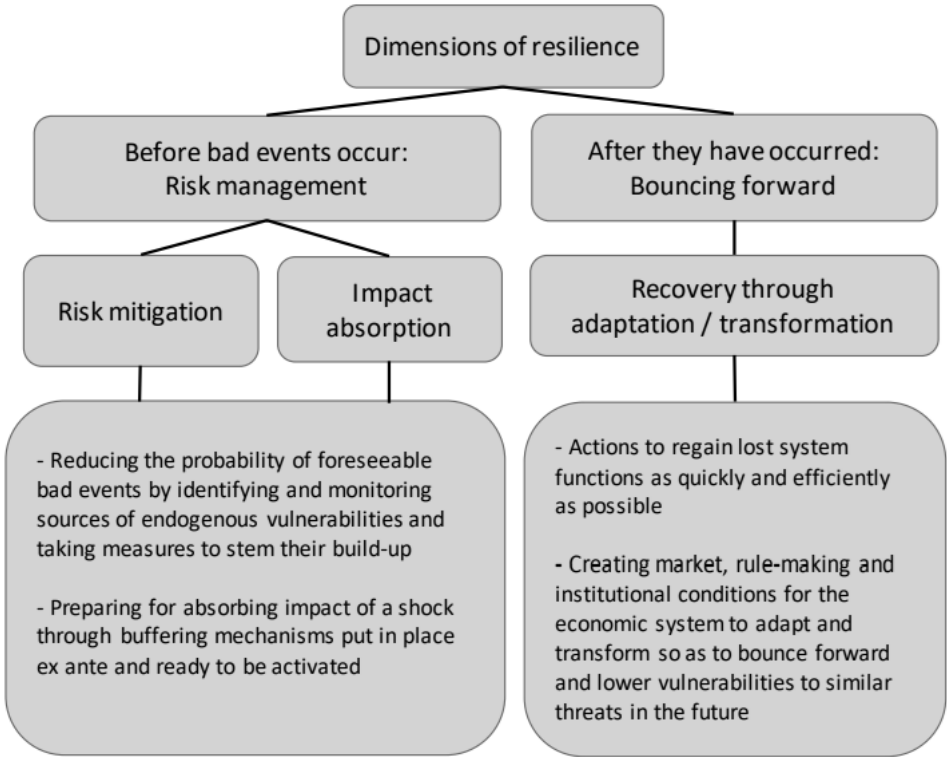 Dimensions of resilience
Before bad events occur:
Risk management
After they have occurred:
Bouncing forward
Risk mitigation
Impact
absorption
Recovery through
adaptation / transformation
- Reducing the probability of foreseeable
bad events by identifying and monitoring
sources of endogenous vulnerabilities and
taking measures to stem their build-up
- Preparing for absorbing impact of a shock
through buffering mechanisms put in place
ex ante and ready to be activated
- Actions to regain lost system
functions as quickly and efficiently
as possible
- Creating market, rule-making and
institutional conditions for the
economic system to adapt and
transform so as to bounce forward
and lower vulnerabilities to similar
threats in the future